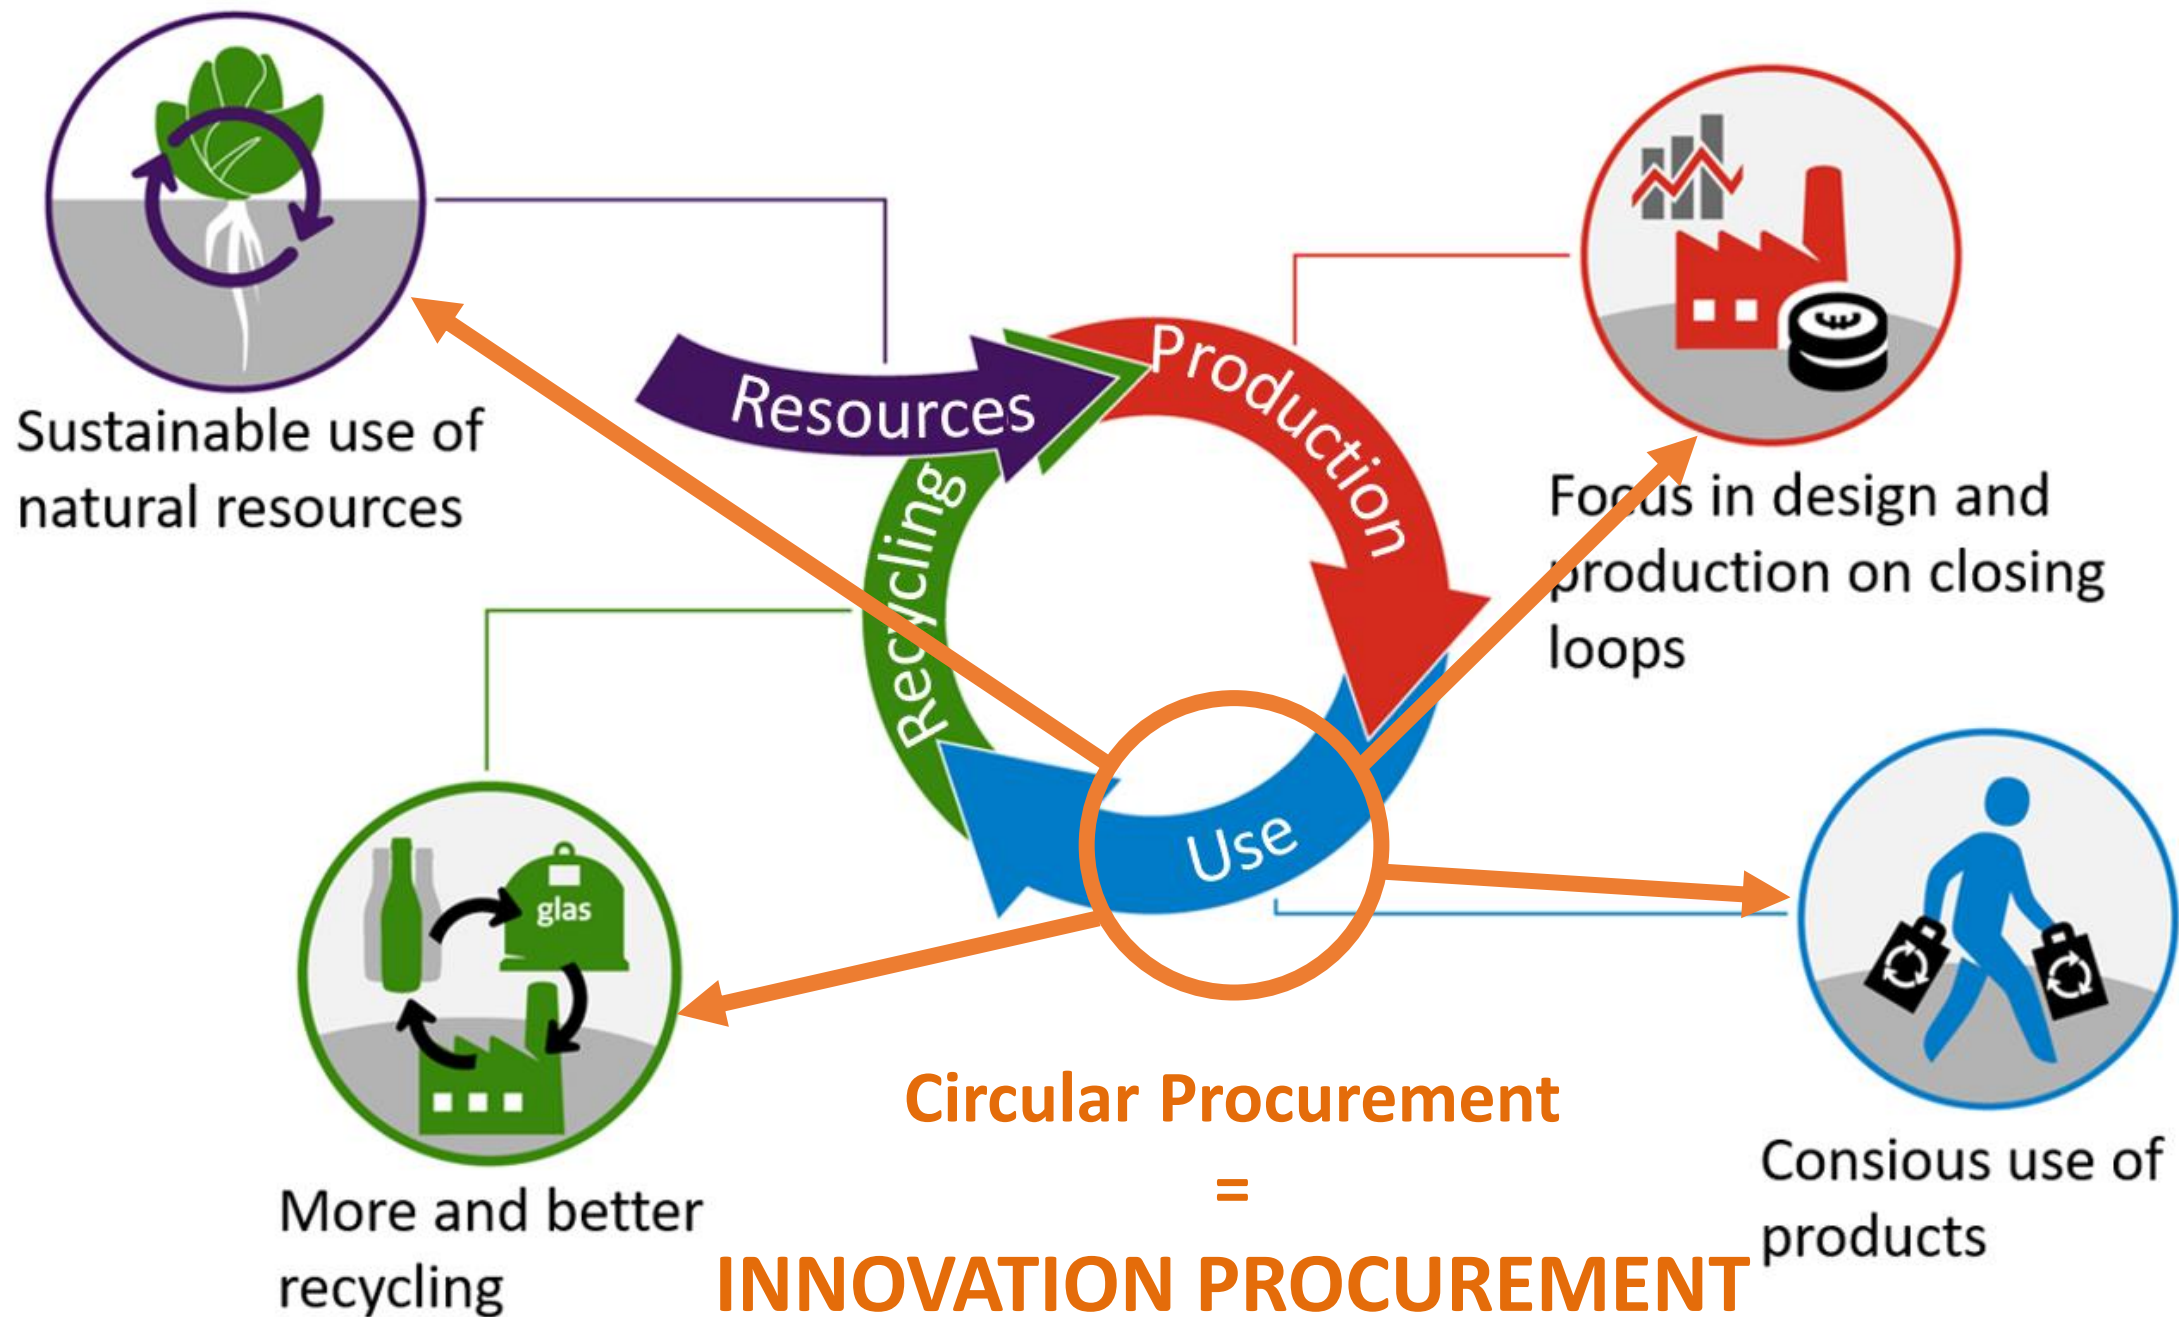 Sustainable use of
natural resources
Resources
Production
Focus in design and
production on closing
loops
Recycling
Use
glas
More and better
recycling
Circular Procurement
=
INNOVATION PROCUREMENT
Consious use of
products